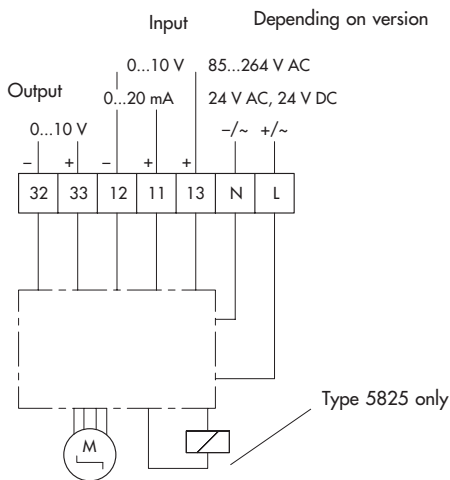 Input
Depending on version
0...10 V
85...264 V AC
Output
0...20 mA
24 V AC, 24 V DC
0...10 V
–/~
+/~
– + – + +
32 33 12 11 13 N L
Type 5825 only
M